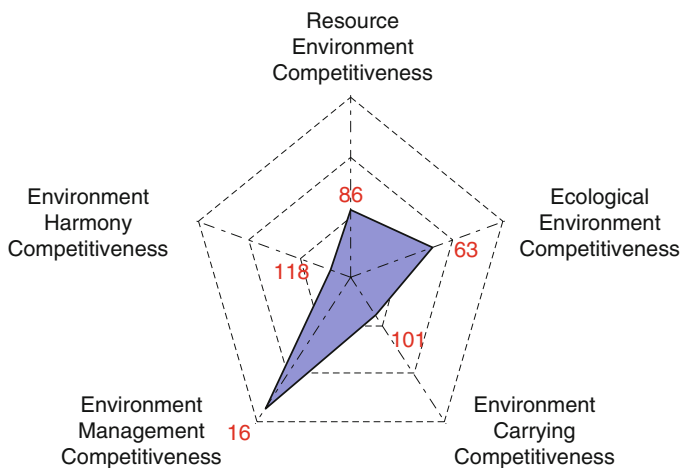 Resource
Environment
Competitiveness
86
Environment
Harmony
Competitiveness
118
Ecological
Environment
Competitiveness
63
101
Environment
Management
Competitiveness
16
Environment
Carrying
Competitiveness